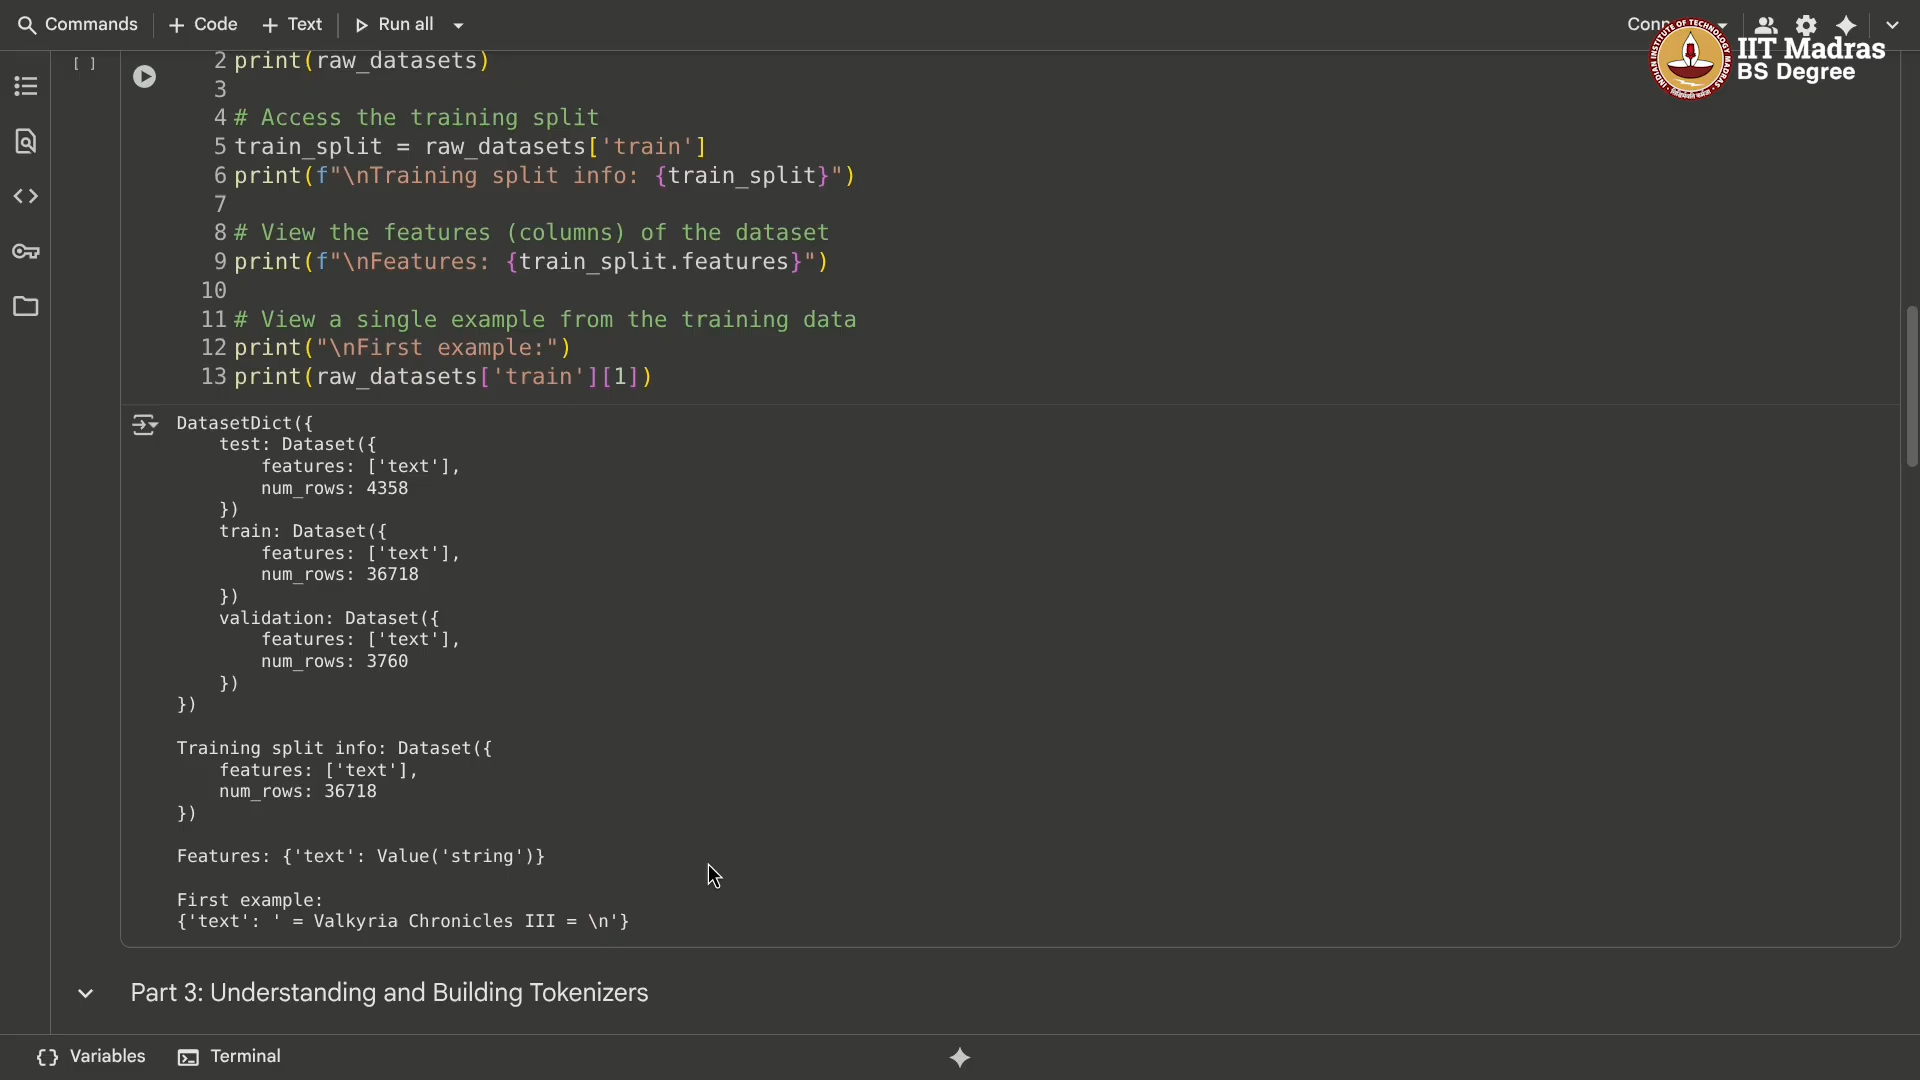 Commands
+ Code
+ Text
Run all
IIT Madras
BS Degree
INDIAN INSTITUTE OF TECHNOLOGY MADRAS
[ ]
2 print(raw_datasets)
3
4 # Access the training split
5 train_split = raw_datasets['train']
6 print(f"\nTraining split info: {train_split}")
7
8 # View the features (columns) of the dataset
9 print(f"\nFeatures: {train_split.features}")
10
11 # View a single example from the training data
12 print("\nFirst example:")
13 print(raw_datasets['train'][1])
DatasetDict({
    test: Dataset({
        features: ['text'],
        num_rows: 4358
    })
    train: Dataset({
        features: ['text'],
        num_rows: 36718
    })
    validation: Dataset({
        features: ['text'],
        num_rows: 3760
    })
})
Training split info: Dataset({
    features: ['text'],
    num_rows: 36718
})
Features: {'text': Value('string')}
First example:
{'text': ' = Valkyria Chronicles III = \n'}
Part 3: Understanding and Building Tokenizers
{} Variables
Terminal